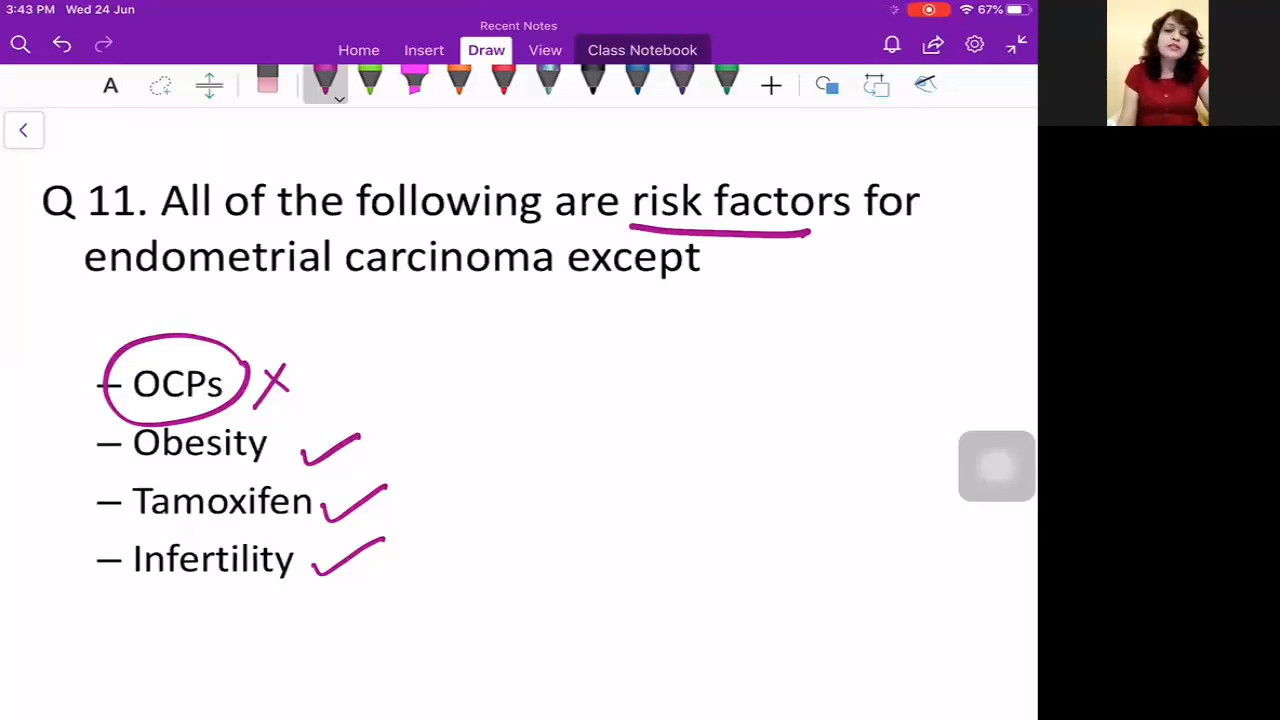 3:43 PM Wed 24 Jun
67%
Recent Notes
Home Insert Draw View Class Notebook
A
Q 11. All of the following are risk factors for
endometrial carcinoma except
– OCPs
– Obesity
– Tamoxifen
– Infertility